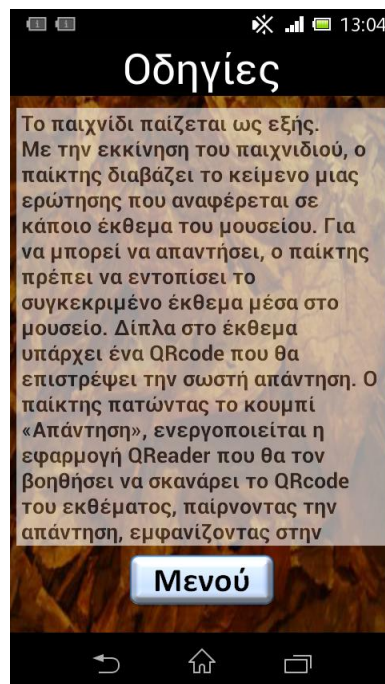 13:04
Οδηγίες
Το παιχνίδι παίζεται ως εξής.
Με την εκκίνηση του παιχνιδιού, ο
παίκτης διαβάζει το κείμενο μιας
ερώτησης που αναφέρεται σε
κάποιο έκθεμα του μουσείου. Για
να μπορεί να απαντήσει, ο παίκτης
πρέπει να εντοπίσει το
συγκεκριμένο έκθεμα μέσα στο
μουσείο. Δίπλα στο έκθεμα
υπάρχει ένα QRcode που θα
επιστρέψει την σωστή απάντηση. Ο
παίκτης πατώντας το κουμπί
«Απάντηση», ενεργοποιείται η
εφαρμογή QReader που θα τον
βοηθήσει να σκανάρει το QRcode
του εκθέματος, παίρνοντας την
απάντηση, εμφανίζοντας στην
Μενού